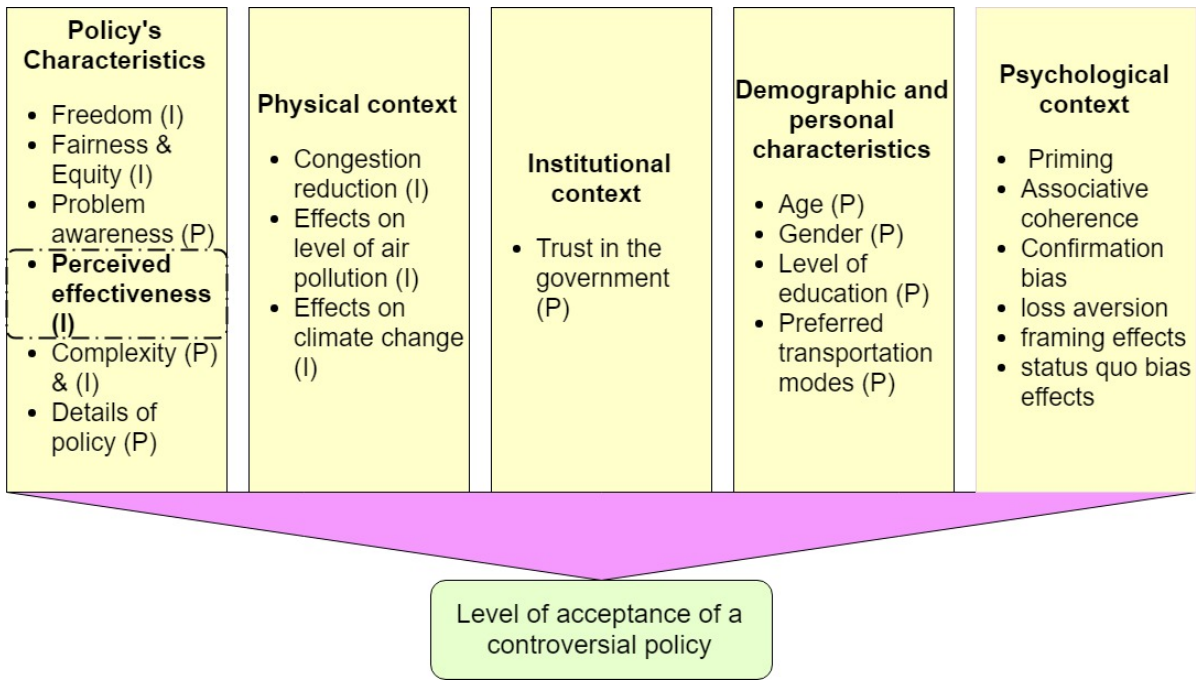 Policy's
Characteristics
• Freedom (I)
• Fairness &
Equity (I)
• Problem
awareness (P)
• Perceived
effectiveness
(I)
• Complexity (P)
& (I)
• Details of
policy (P)
Physical context
• Congestion
reduction (I)
• Effects on
level of air
pollution (I)
• Effects on
climate change
(I)
Institutional
context
• Trust in the
government
(P)
Demographic and
personal
characteristics
• Age (P)
• Gender (P)
• Level of
education (P)
• Preferred
transportation
modes (P)
Psychological
context
• Priming
• Associative
coherence
• Confirmation
bias
• loss aversion
• framing effects
• status quo bias
effects
Level of acceptance of a
controversial policy